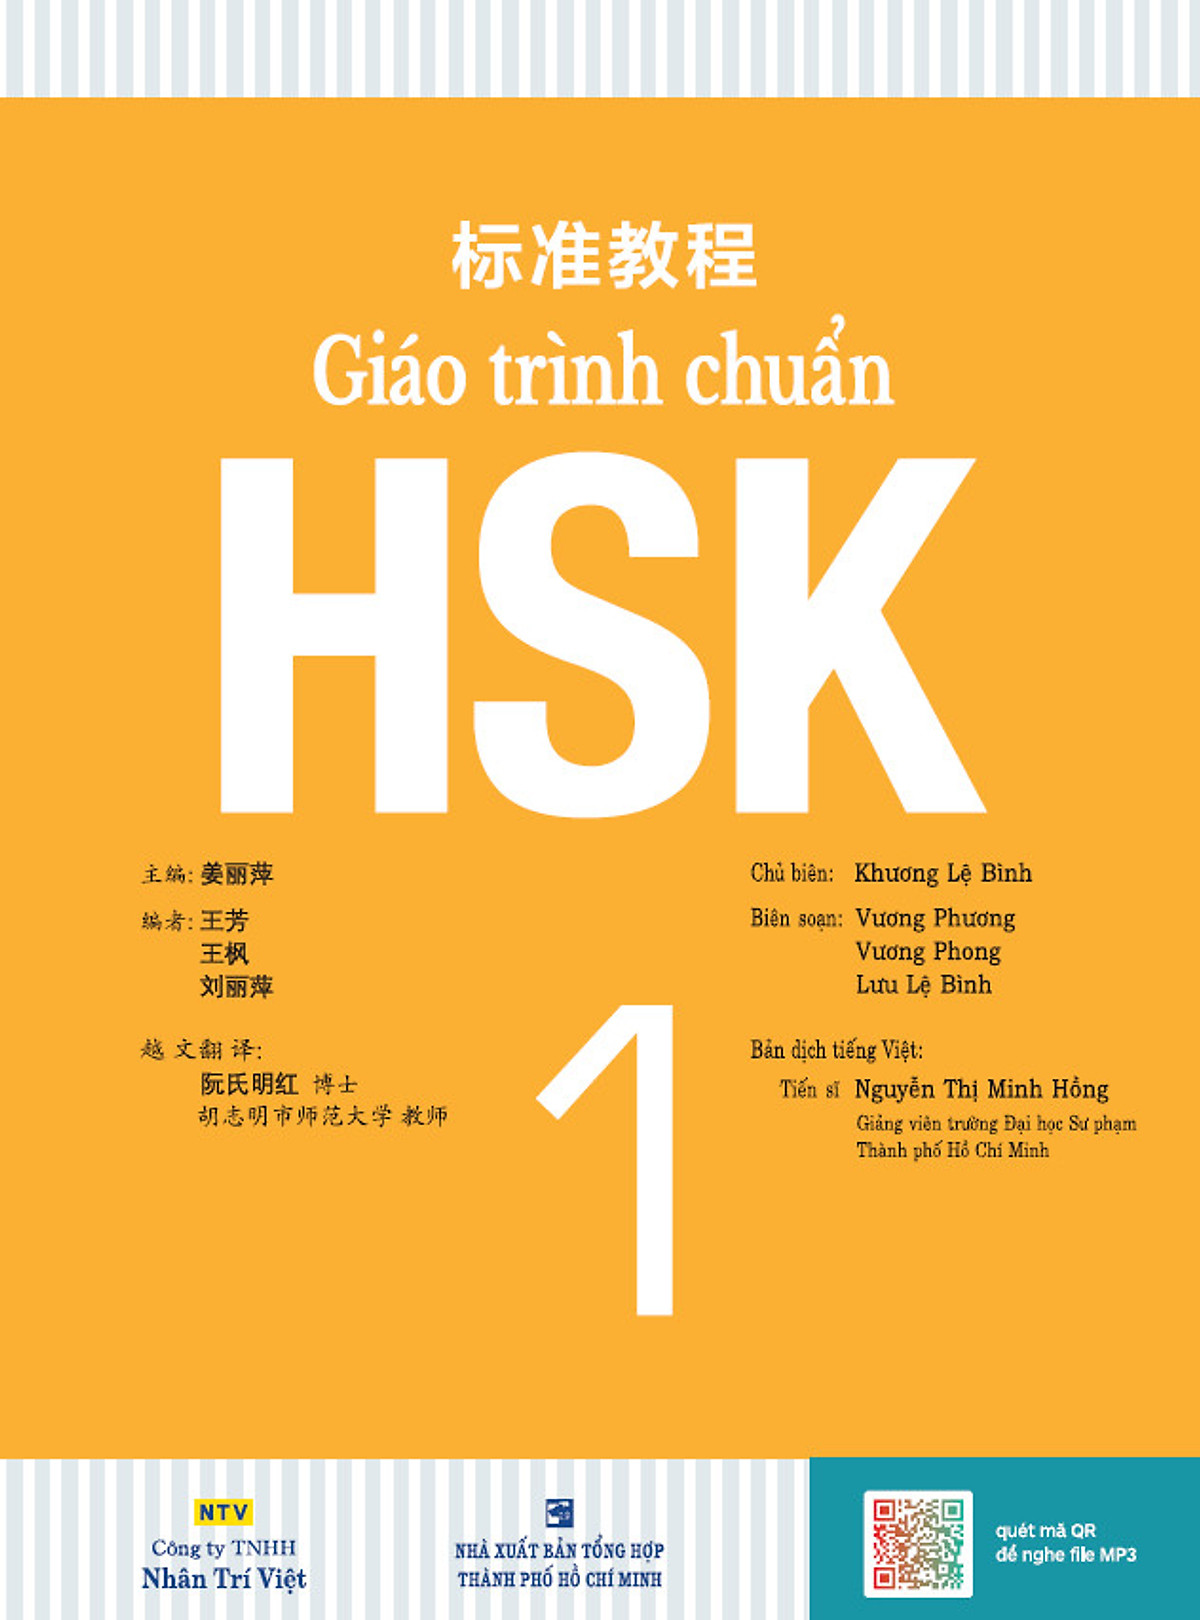 标准教程
Giáo trình chuẩn
HSK
1
主编: 姜丽萍
编者: 王芳
王枫
刘丽萍
越文翻译:
阮氏明红 博士
胡志明市师范大学 教师
Chủ biên: Khương Lệ Bình
Biên soạn: Vương Phương
Vương Phong
Lưu Lệ Bình
Bản dịch tiếng Việt:
Tiến sĩ Nguyễn Thị Minh Hồng
Giảng viên trường Đại học Sư phạm
Thành phố Hồ Chí Minh
NTV
Công ty TNHH
Nhân Trí Việt
NHÀ XUẤT BẢN TỔNG HỢP
THÀNH PHỐ HỒ CHÍ MINH
quét mã QR
để nghe file MP3